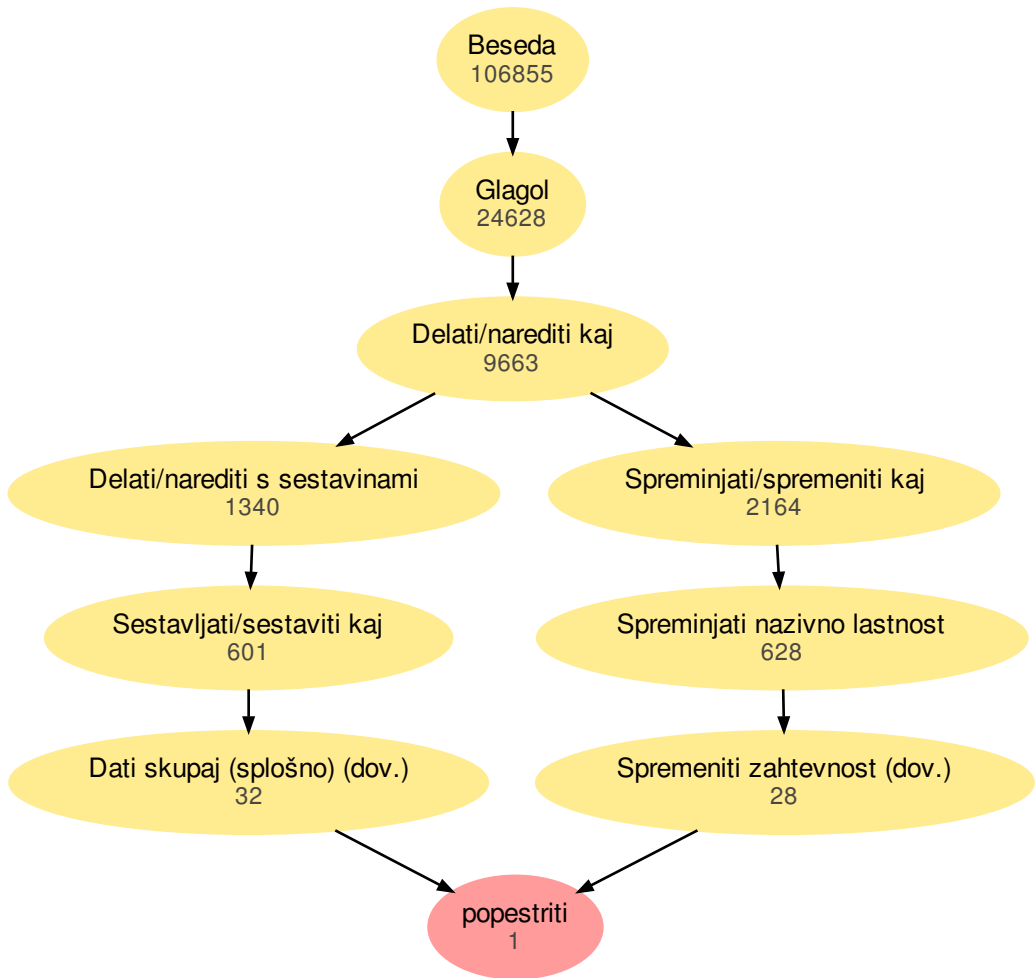 Beseda
106855
Glagol
24628
Delati/narediti kaj
9663
Delati/narediti s sestavinami
1340
Spreminjati/spremeniti kaj
2164
Sestavljati/sestaviti kaj
601
Spreminjati nazivno lastnost
628
Dati skupaj (splošno) (dov.)
32
Spremeniti zahtevnost (dov.)
28
popestriti
1